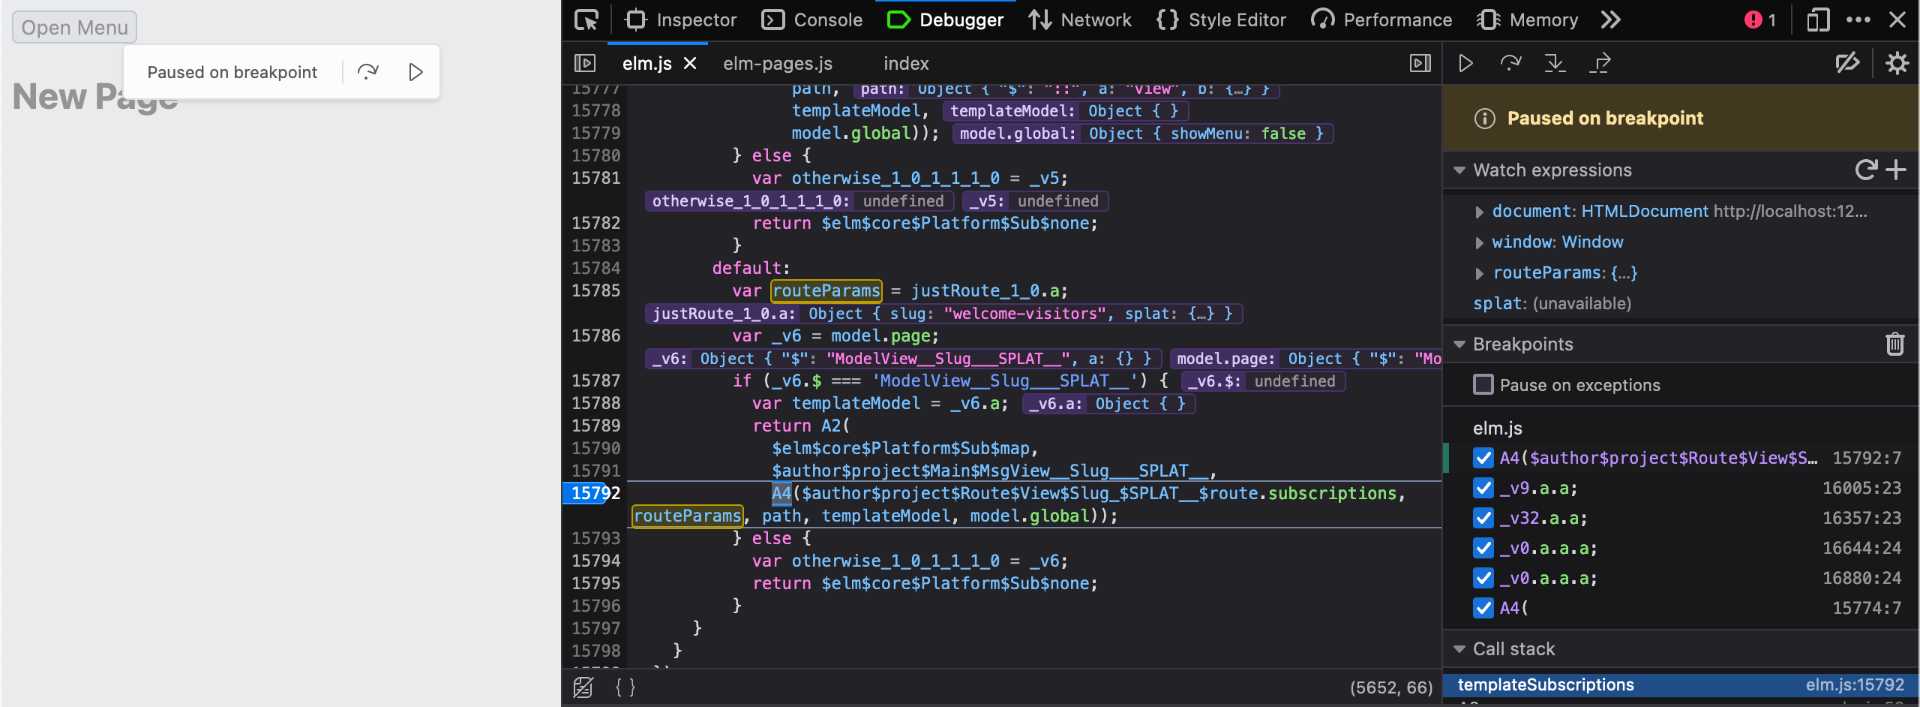 Open Menu
Paused on breakpoint
New Page
Inspector
Console
Debugger
Network
{} Style Editor
Performance
Memory
1
elm.js
elm-pages.js
index
15777 path, path: Object { "$": "::", a: "view", b: {…} }
15778 templateModel, templateModel: Object { }
15779 model.global)); model.global: Object { showMenu: false }
15780 } else {
15781 var otherwise_1_0_1_1_1_0 = _v5;
otherwise_1_0_1_1_1_0: undefined _v5: undefined
15782 return $elm$core$Platform$Sub$none;
15783 }
15784 default:
15785 var routeParams = justRoute_1_0.a;
justRoute_1_0.a: Object { slug: "welcome-visitors", splat: {…} }
15786 var _v6 = model.page;
_v6: Object { "$": "ModelView__Slug___SPLAT__", a: {} } model.page: Object { "$": "Mo
15787 if (_v6.$ === 'ModelView__Slug___SPLAT__') { _v6.$: undefined
15788 var templateModel = _v6.a; _v6.a: Object { }
15789 return A2(
15790 $elm$core$Platform$Sub$map,
15791 $author$project$Main$MsgView__Slug___SPLAT__,
15792 A4($author$project$Route$View$Slug_$SPLAT__$route.subscriptions,
routeParams, path, templateModel, model.global));
15793 } else {
15794 var otherwise_1_0_1_1_1_0 = _v6;
15795 return $elm$core$Platform$Sub$none;
15796 }
15797 }
15798 }
{ }
(5652, 66)
Paused on breakpoint
Watch expressions
document: HTMLDocument http://localhost:12…
window: Window
routeParams: {…}
splat: (unavailable)
Breakpoints
Pause on exceptions
elm.js
A4($author$project$Route$View$S… 15792:7
_v9.a.a; 16005:23
_v32.a.a; 16357:23
_v0.a.a.a; 16644:24
_v0.a.a.a; 16880:24
A4( 15774:7
Call stack
templateSubscriptions elm.js:15792